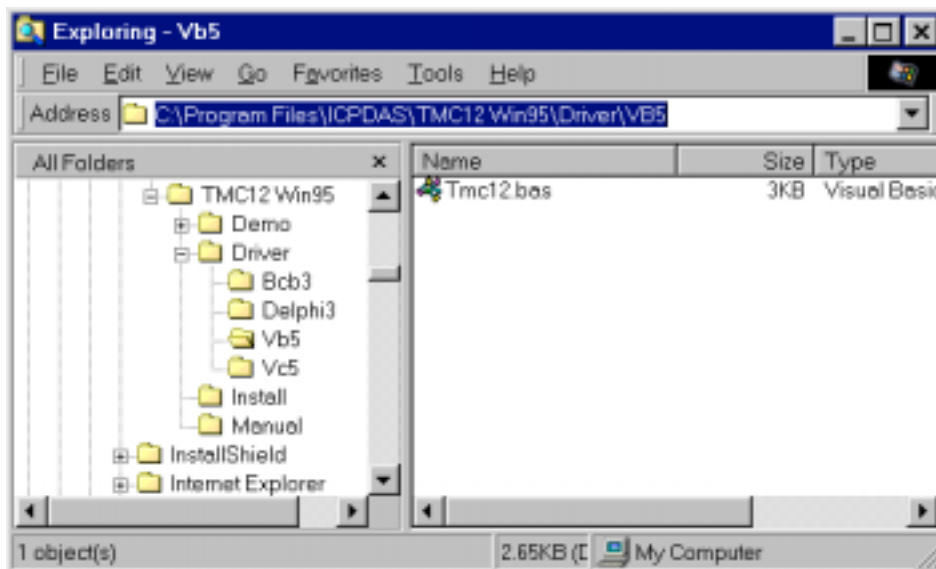 Exploring - Vb5
File Edit View Go Favorites Tools Help
Address C:\Program Files\ICPDAS\TMC12 Win95\Driver\VB5
All Folders
Name Size Type
Tmc12.bas 3KB Visual Basic
TMC12 Win95
Demo
Driver
Bcb3
Delphi3
Vb5
Vc5
Install
Manual
InstallShield
Internet Explorer
1 object(s) 2.65KB (D My Computer